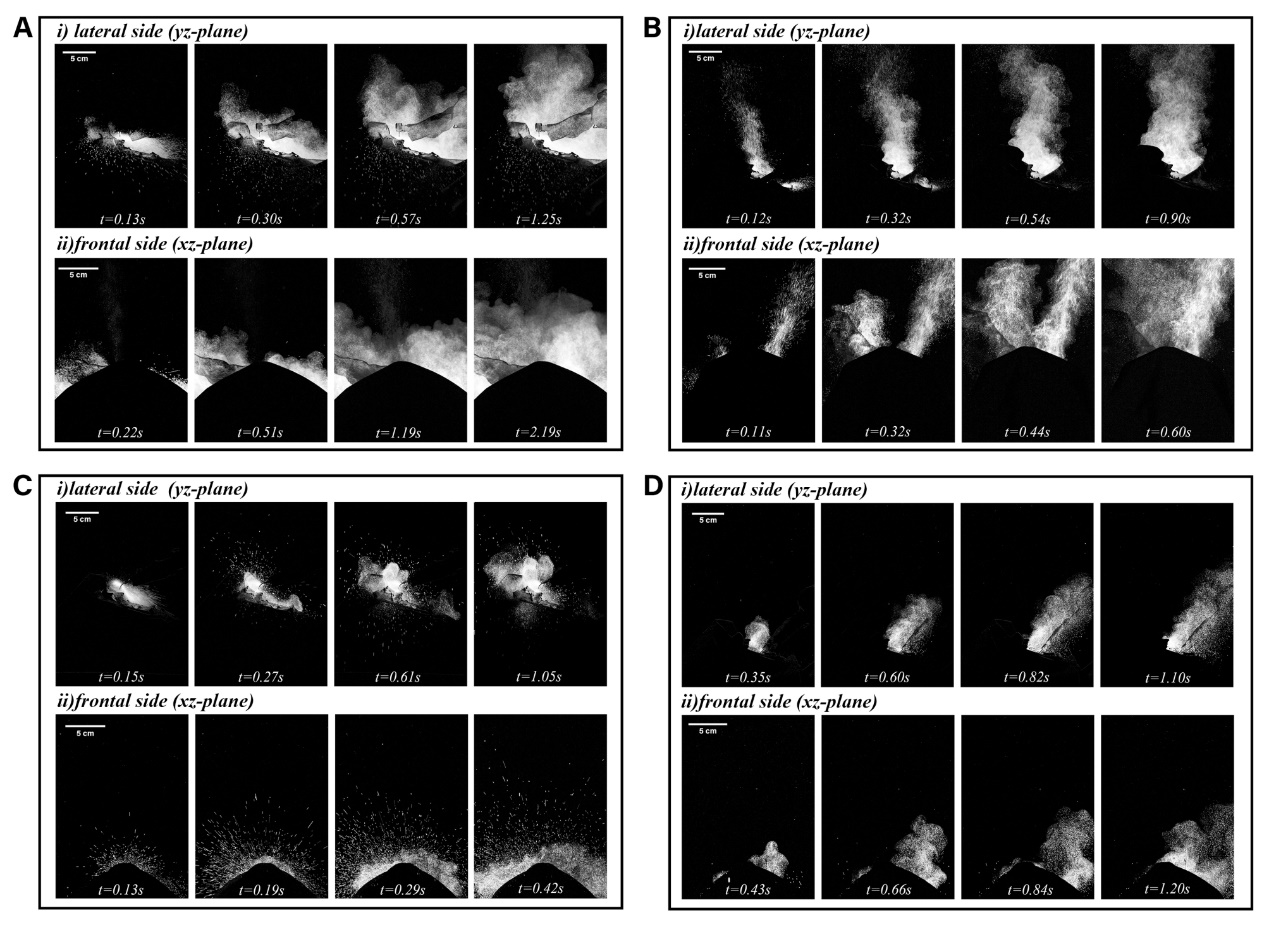 A
i) lateral side (yz-plane)
5 cm
t=0.13s
t=0.30s
t=0.57s
t=1.25s
ii)frontal side (xz-plane)
5 cm
t=0.22s
t=0.51s
t=1.19s
t=2.19s
B
i)lateral side (yz-plane)
5 cm
t=0.12s
t=0.32s
t=0.54s
t=0.90s
ii)frontal side (xz-plane)
5 cm
t=0.11s
t=0.32s
t=0.44s
t=0.60s
C
i)lateral side (yz-plane)
5 cm
t=0.15s
t=0.27s
t=0.61s
t=1.05s
ii)frontal side (xz-plane)
5 cm
t=0.13s
t=0.19s
t=0.29s
t=0.42s
D
i)lateral side (yz-plane)
5 cm
t=0.35s
t=0.60s
t=0.82s
t=1.10s
ii)frontal side (xz-plane)
5 cm
t=0.43s
t=0.66s
t=0.84s
t=1.20s